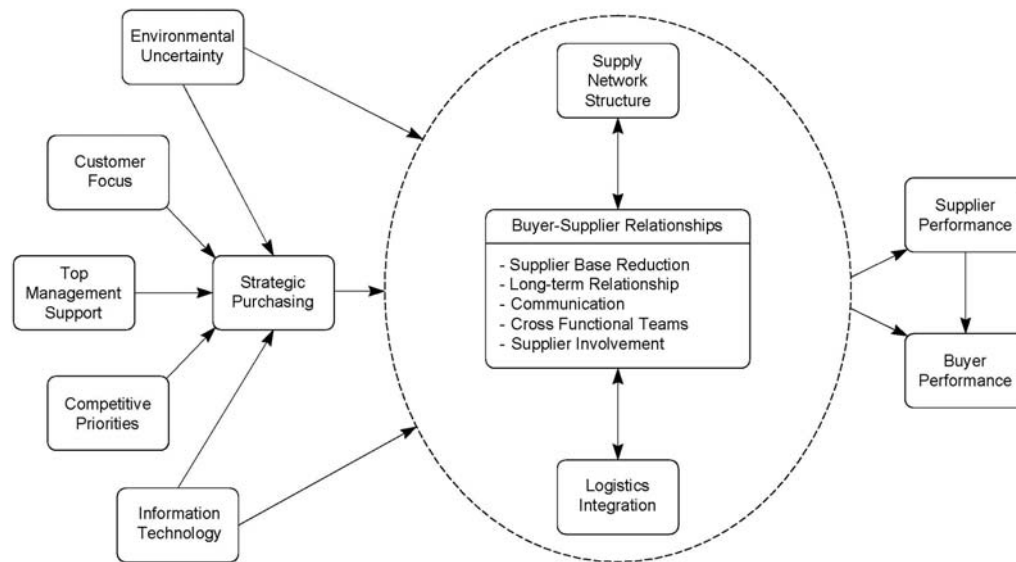 Environmental
Uncertainty
Customer
Focus
Top
Management
Support
Competitive
Priorities
Information
Technology
Strategic
Purchasing
Supply
Network
Structure
Buyer-Supplier Relationships
- Supplier Base Reduction
- Long-term Relationship
- Communication
- Cross Functional Teams
- Supplier Involvement
Logistics
Integration
Supplier
Performance
Buyer
Performance